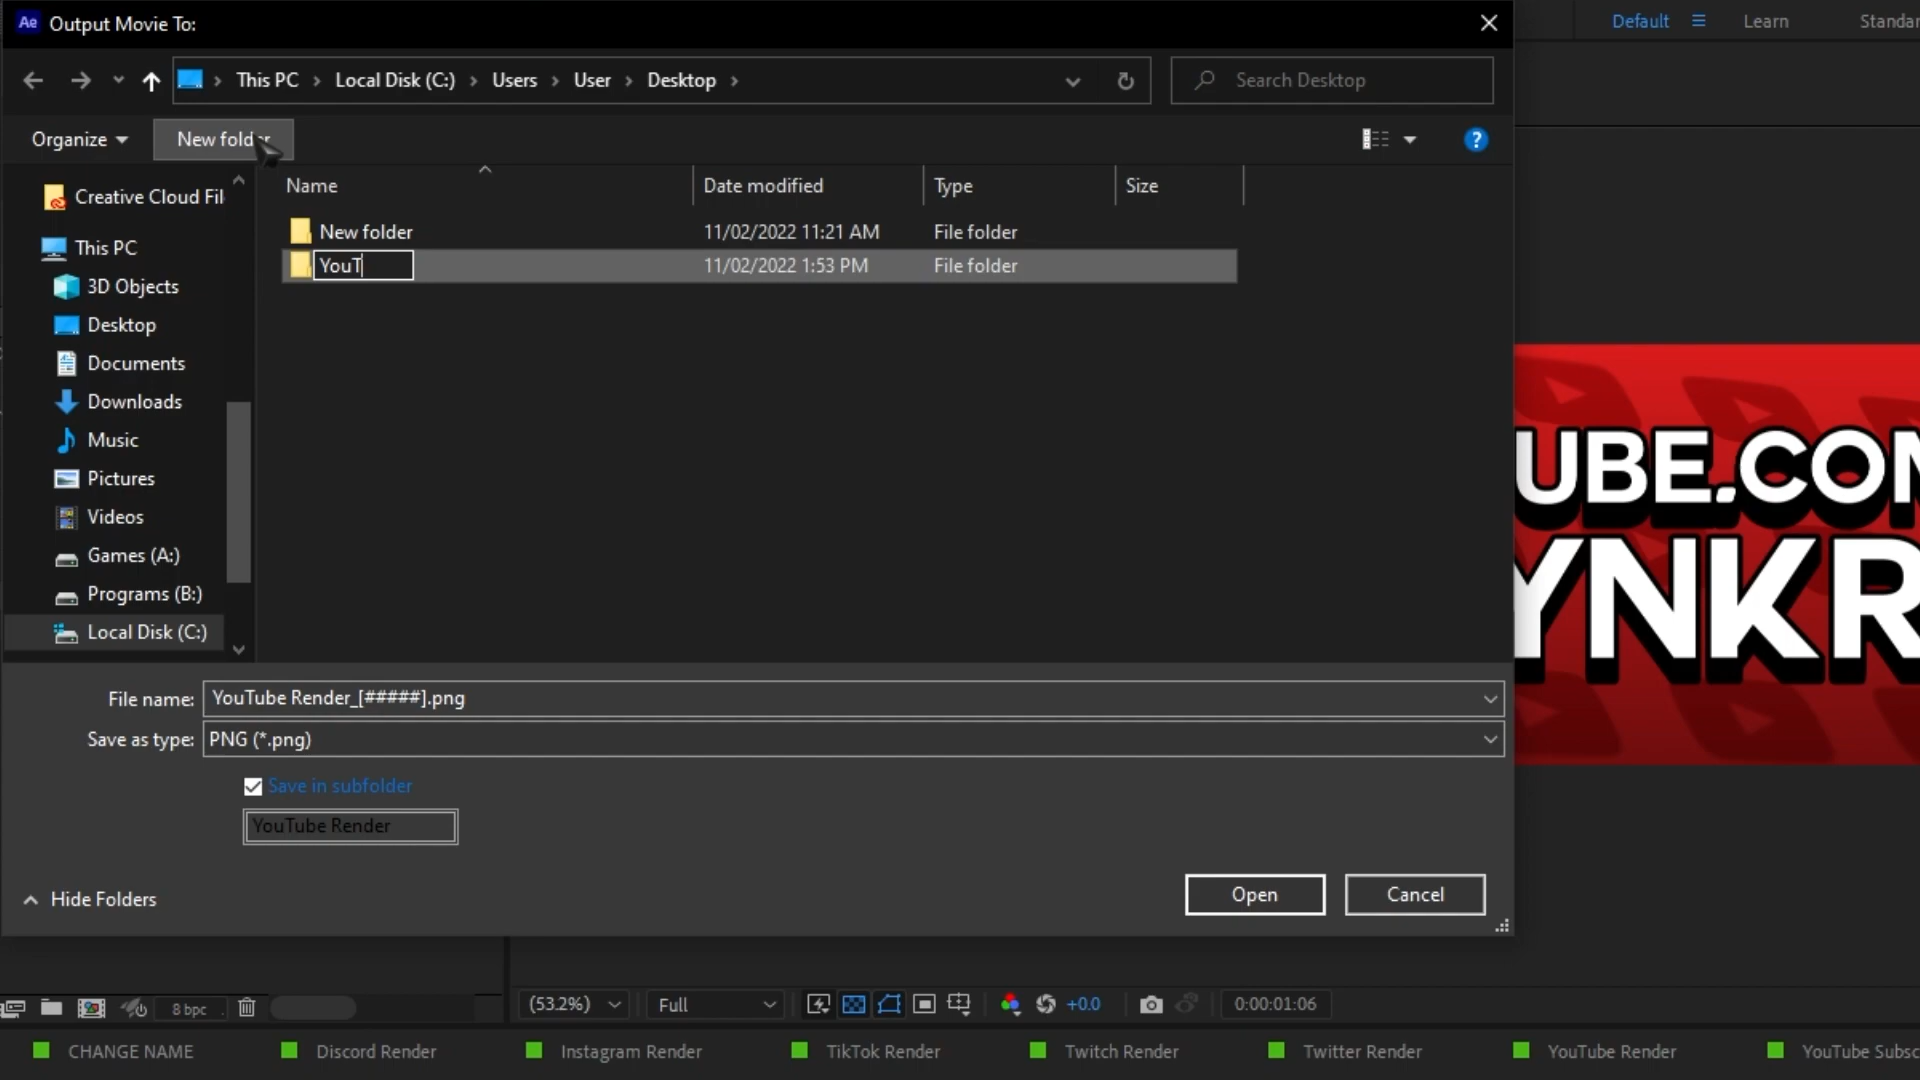 Ae Output Movie To:
Default Learn
This PC Local Disk (C:) Users User Desktop
Search Desktop
Organize New folder
Name Date modified Type Size
Creative Cloud Fil
This PC
3D Objects
Desktop
Documents
Downloads
Music
Pictures
Videos
Games (A:)
Programs (B:)
Local Disk (C:)
New folder 11/02/2022 11:21 AM File folder
YouT 11/02/2022 1:53 PM File folder
UBE.COM
YNKR
File name: YouTube Render_[#####].png
Save as type: PNG (*.png)
Save in subfolder
YouTube Render
Hide Folders
Open Cancel
8 bpc
(53.2%) Full +0.0 0:00:01:06
CHANGE NAME Discord Render Instagram Render TikTok Render Twitch Render Twitter Render YouTube Render YouTube Subsc